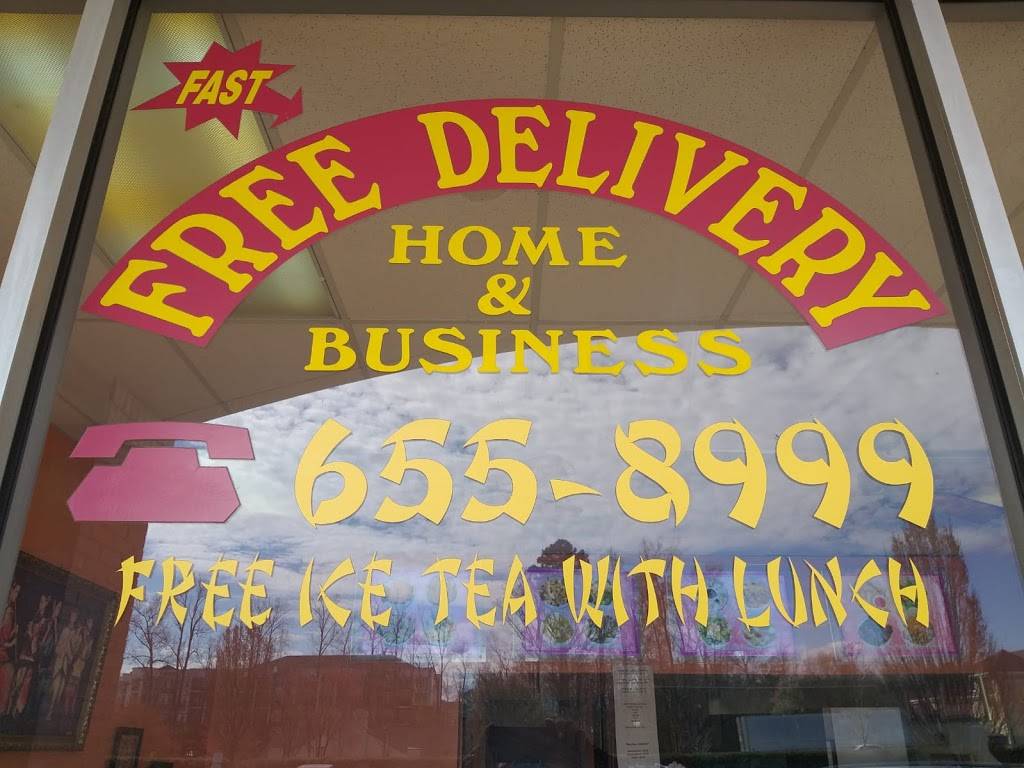 FAST
FREE DELIVERY
HOME
&
BUSINESS
655-8999
FREE ICE TEA WITH LUNCH